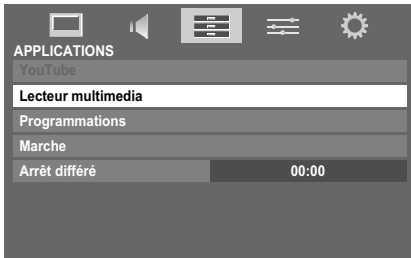 APPLICATIONS
YouTube
Lecteur multimedia
Programmations
Marche
Arrêt différé 00:00